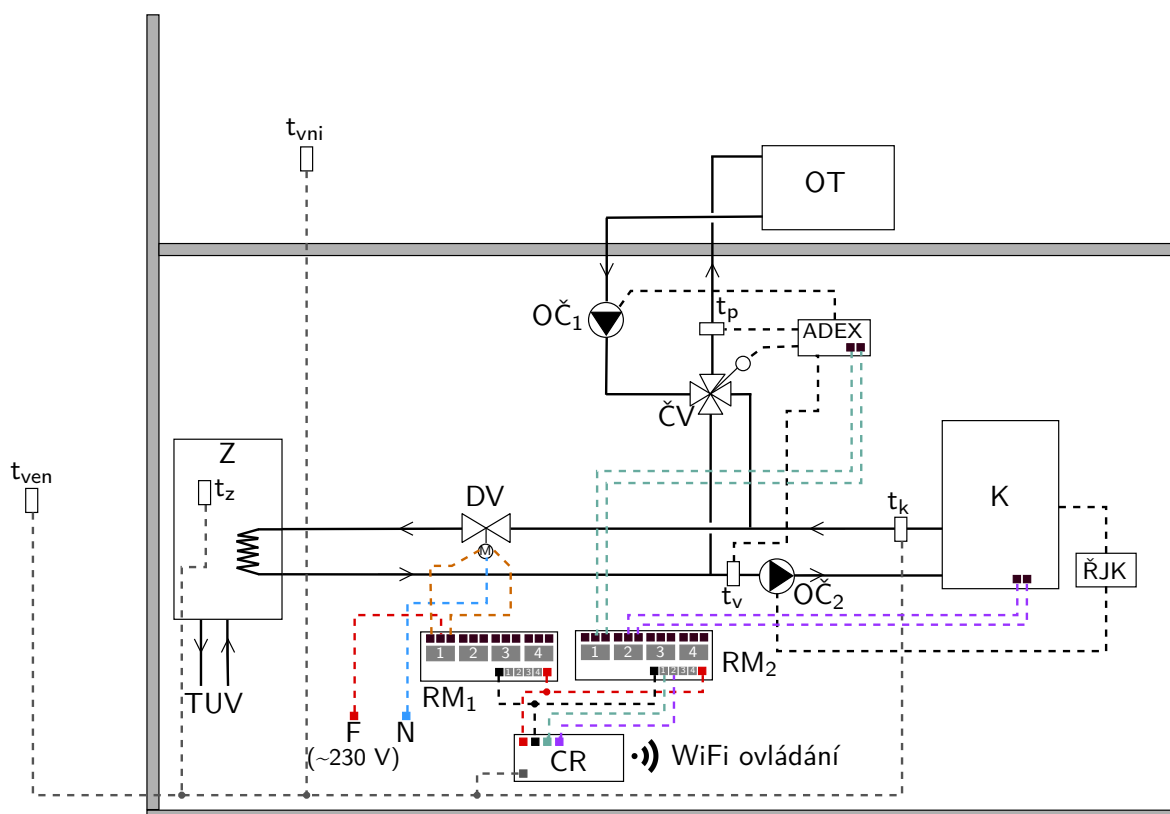 t_vni
OT
OČ₁
t_p
ADEX
ČV
Z
t_z
t_ven
DV
M
t_k
K
ŘJK
t_v
OČ₂
1 2 3 4
1 2 3 4
RM₁
1 2 3 4
1 2 3 4
RM₂
TUV
F
(~230 V)
N
CR
WiFi ovládání